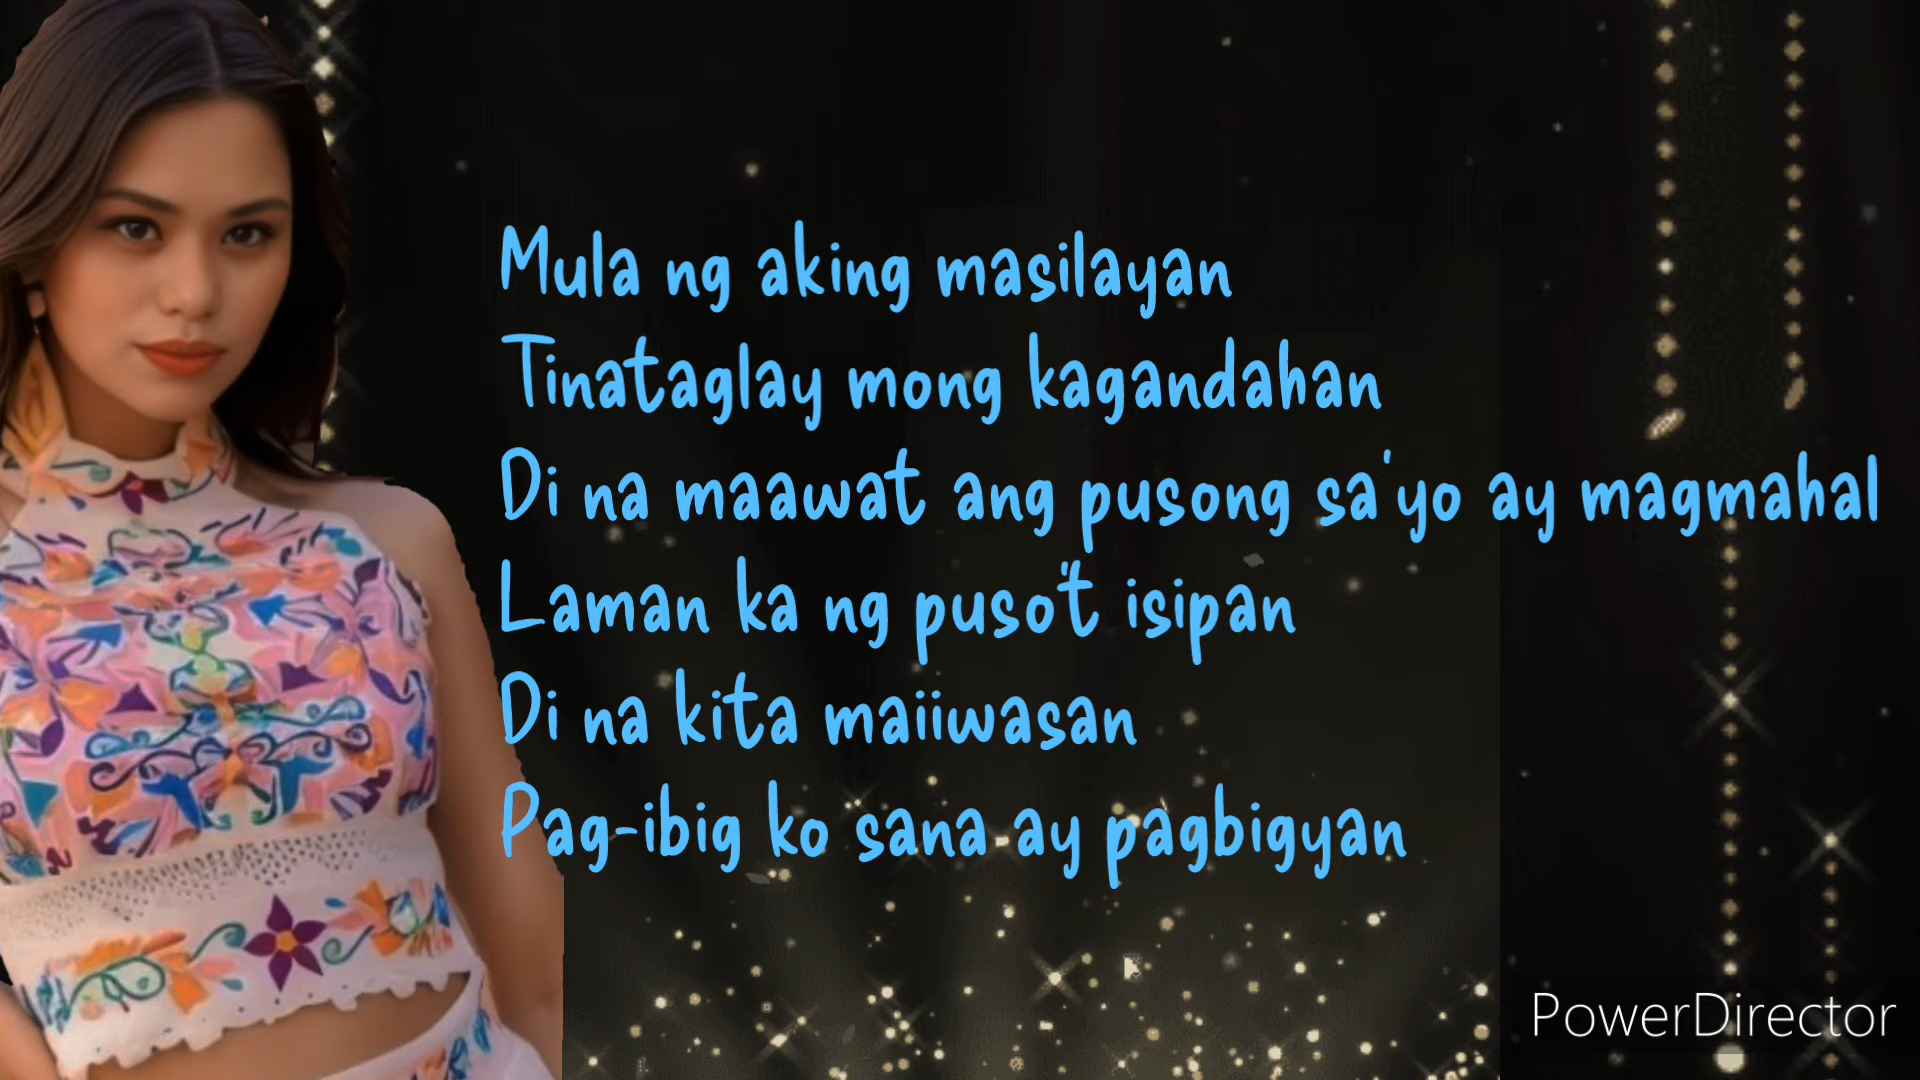 Mula ng aking masilayan
Tinataglay mong kagandahan
Di na maawat ang pusong sa'yo ay magmahal
Laman ka ng puso't isipan
Di na kita maiiwasan
Pag-ibig ko sana ay pagbigyan
PowerDirector